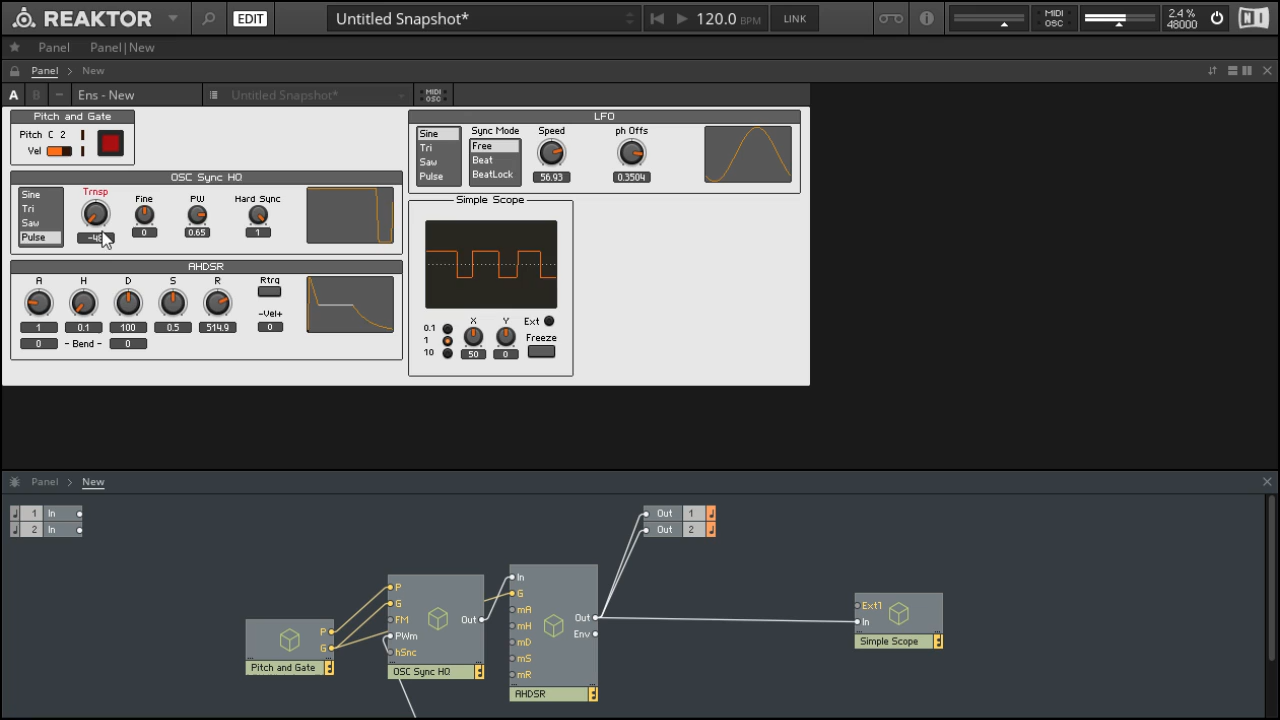 REAKTOR EDIT Untitled Snapshot* 120.0 BPM LINK MIDI OSC 2.4 % 48000
Panel Panel|New
Panel > New
A B Ens - New Untitled Snapshot* MIDI OSC
Pitch and Gate
Pitch C 2
Vel
OSC Sync HQ
Sine
Tri
Saw
Pulse
Trnsp Fine PW Hard Sync
0 0.65 1
AHDSR
A H D S R Rtrg
1 0.1 100 0.5 514.9
-Vel+
0 - Bend - 0 0
LFO
Sine
Tri
Saw
Pulse
Sync Mode Speed ph Offs
Free
Beat
BeatLock
56.93 0.3504
Simple Scope
0.1
1
10
X Y Ext
Freeze
50 0
Panel > New
1 In
2 In
Out 1
Out 2
P
G
Pitch and Gate
P
G
FM
PWm
hSnc
Out
OSC Sync HQ
In
G
mA
mH
mD
mS
mR
Out
Env
AHDSR
Ext1
In
Simple Scope